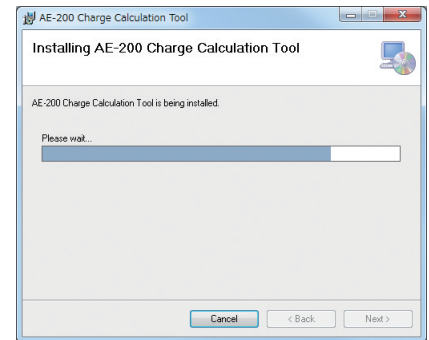 AE-200 Charge Calculation Tool
Installing AE-200 Charge Calculation Tool
AE-200 Charge Calculation Tool is being installed.
Please wait...
Cancel < Back Next >